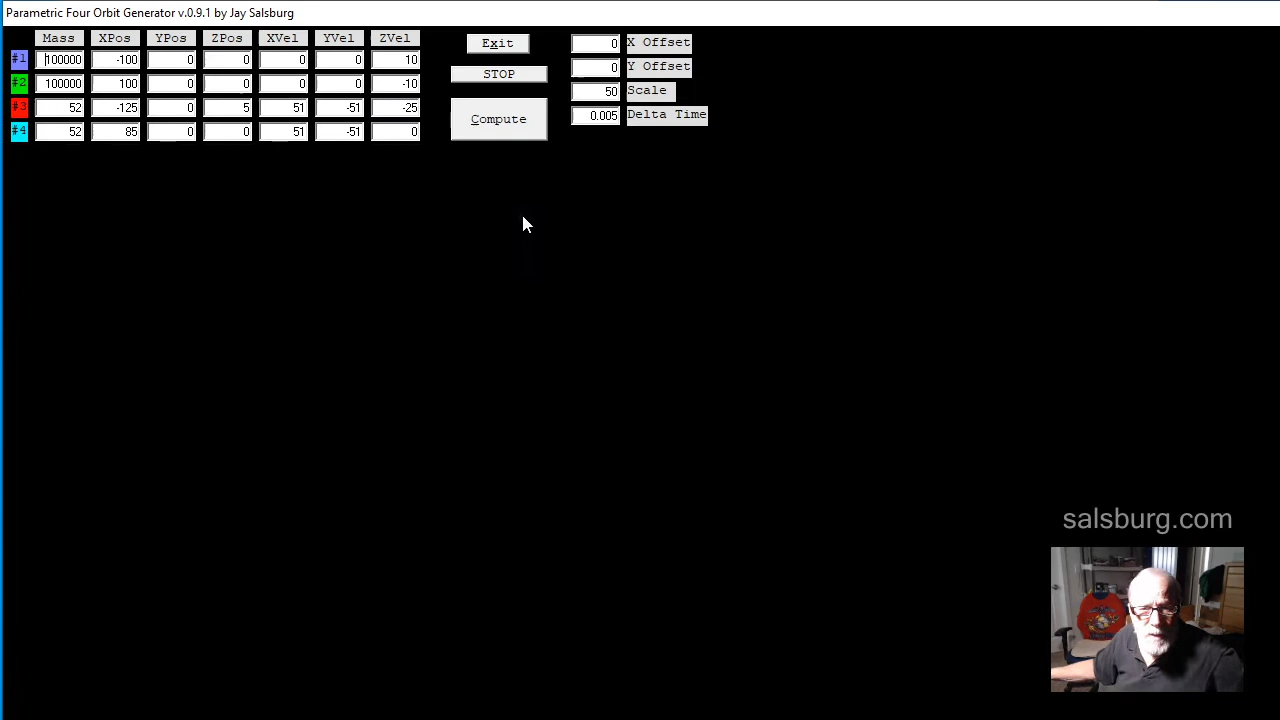 Parametric Four Orbit Generator v.0.9.1 by Jay Salsburg
Mass XPos YPos ZPos XVel YVel ZVel
#1 100000 -100 0 0 0 0 10
#2 100000 100 0 0 0 0 -10
#3 52 -125 0 5 51 -51 -25
#4 52 85 0 0 51 -51 0
Exit
STOP
Compute
0 X Offset
0 Y Offset
50 Scale
0.005 Delta Time
salsburg.com